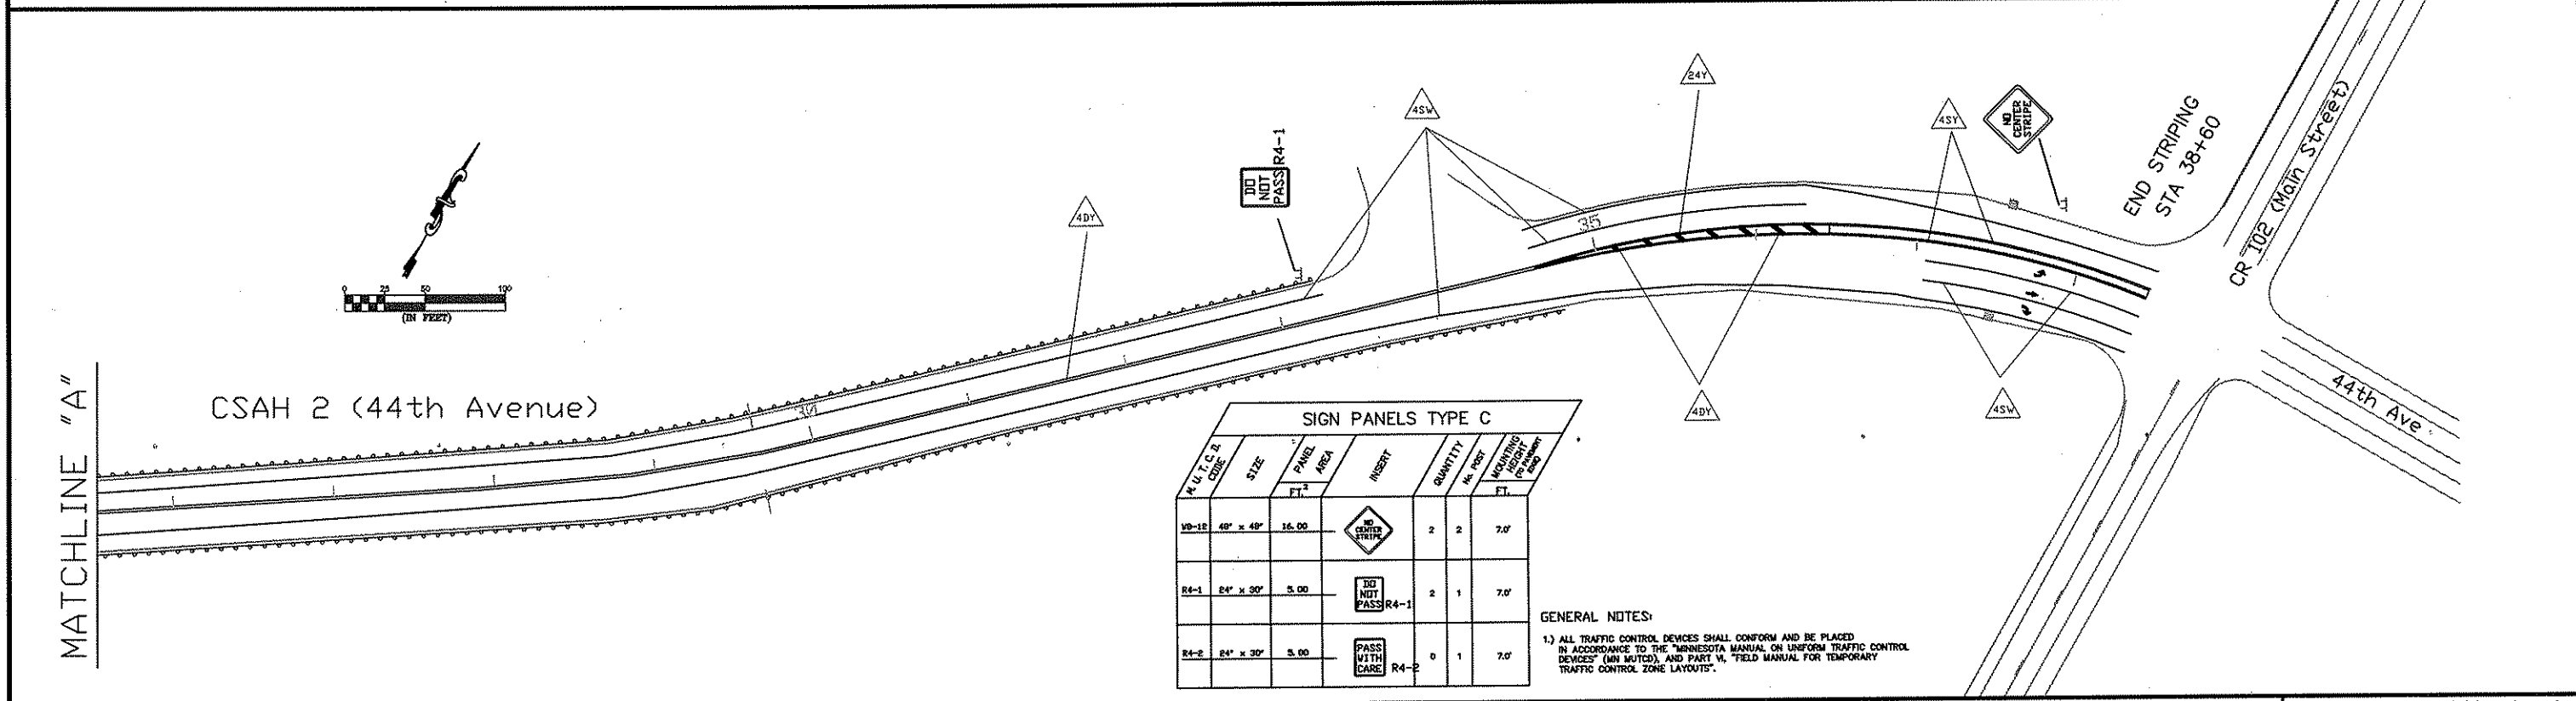 24Y
4SW
4SY
NO
CENTER
STRIPE
DO
NOT
PASS
R4-1
4DY
END STRIPING
STA 38+60
CR 102 (Main Street)
35
0 25 50 100
(IN FEET)
MATCHLINE "A"
CSAH 2 (44th Avenue)
30
4DY
4SW
44th Ave
SIGN PANELS TYPE C
M. U. T. C. D. CODE
SIZE
PANEL AREA
FT.²
INSERT
QUANTITY
No. POST
MOUNTING HEIGHT
FT.
48" x 48" 16.00 NO CENTER STRIPE 2 2 7.0'
R4-1 24" x 30" 5.00 DO NOT PASS R4-1 2 1 7.0'
R4-2 24" x 30" 5.00 PASS WITH CARE R4-2 0 1 7.0'
GENERAL NOTES:
1.) ALL TRAFFIC CONTROL DEVICES SHALL CONFORM AND BE PLACED
IN ACCORDANCE TO THE "MINNESOTA MANUAL ON UNIFORM TRAFFIC CONTROL
DEVICES" (MN MUTCD), AND PART VI, "FIELD MANUAL FOR TEMPORARY
TRAFFIC CONTROL ZONE LAYOUTS".